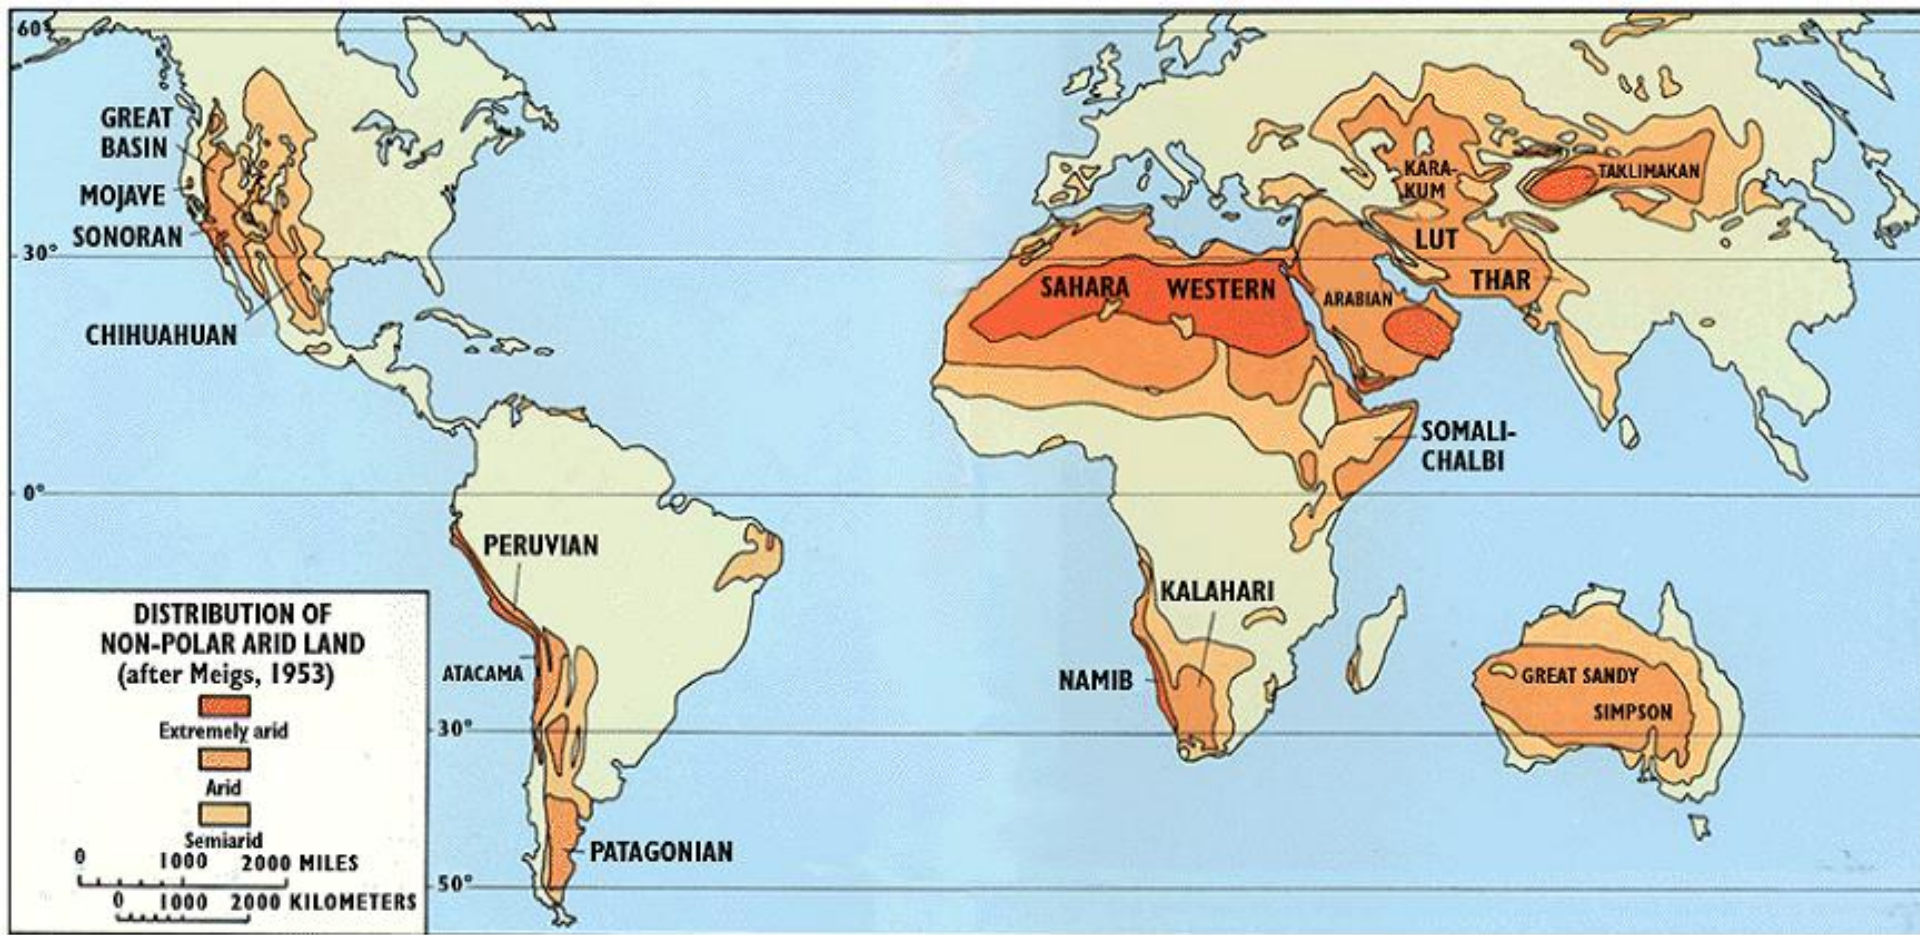 60°
GREAT
BASIN
MOJAVE
SONORAN
30°
CHIHUAHUAN
0°
PERUVIAN
ATACAMA
30°
PATAGONIAN
50°
KARA-
KUM
TAKLIMAKAN
LUT
THAR
SAHARA
WESTERN
ARABIAN
SOMALI-
CHALBI
KALAHARI
NAMIB
GREAT SANDY
SIMPSON
DISTRIBUTION OF
NON-POLAR ARID LAND
(after Meigs, 1953)
Extremely arid
Arid
Semiarid
0 1000 2000 MILES
0 1000 2000 KILOMETERS